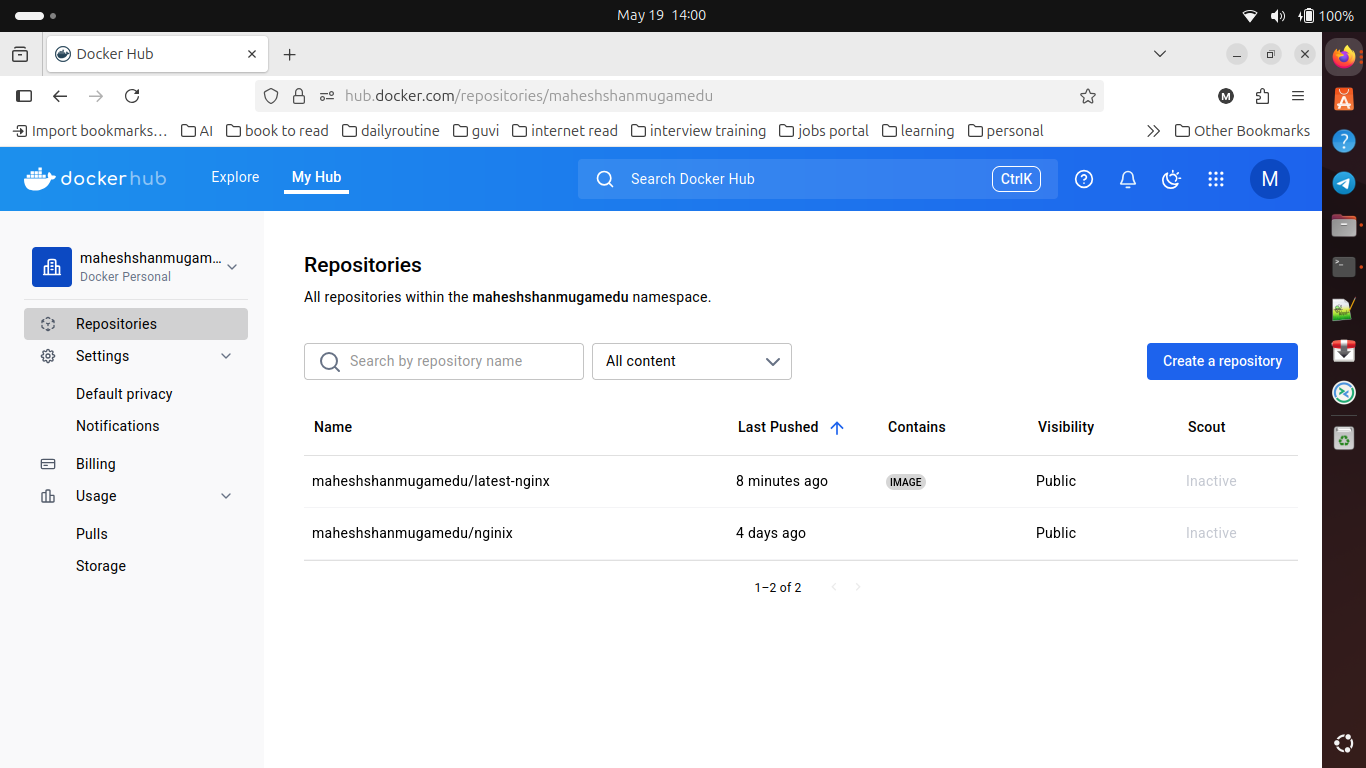 May 19 14:00
100%
Docker Hub
hub.docker.com/repositories/maheshshanmugamedu
M
Import bookmarks… AI book to read dailyroutine guvi internet read interview training jobs portal learning personal Other Bookmarks
dockerhub Explore My Hub Search Docker Hub CtrlK M
maheshshanmugam...
Docker Personal
Repositories
Settings
Default privacy
Notifications
Billing
Usage
Pulls
Storage
Repositories
All repositories within the maheshshanmugamedu namespace.
Search by repository name All content Create a repository
Name Last Pushed Contains Visibility Scout
maheshshanmugamedu/latest-nginx 8 minutes ago IMAGE Public Inactive
maheshshanmugamedu/nginix 4 days ago Public Inactive
1–2 of 2